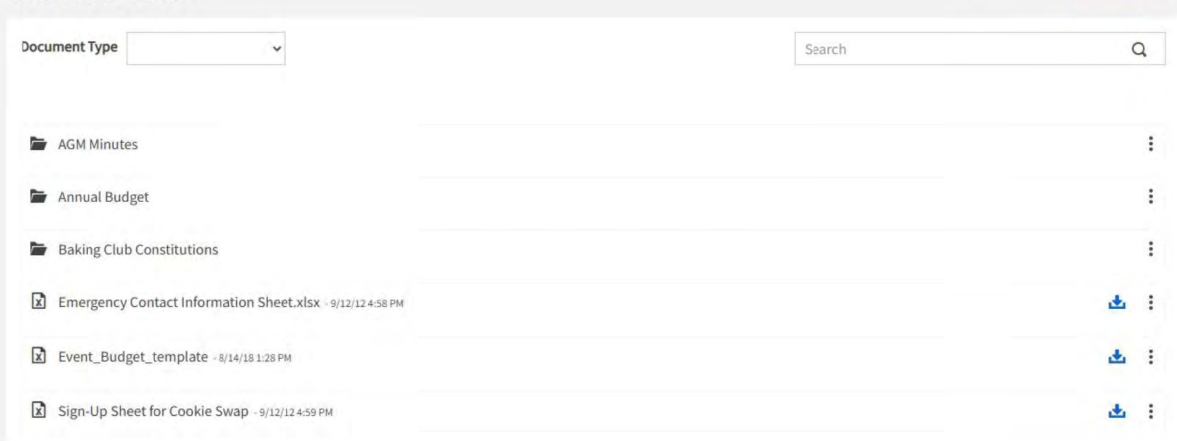 Document Type
Search
AGM Minutes
Annual Budget
Baking Club Constitutions
Emergency Contact Information Sheet.xlsx - 9/12/12 4:58 PM
Event_Budget_template - 8/14/18 1:28 PM
Sign-Up Sheet for Cookie Swap - 9/12/12 4:59 PM